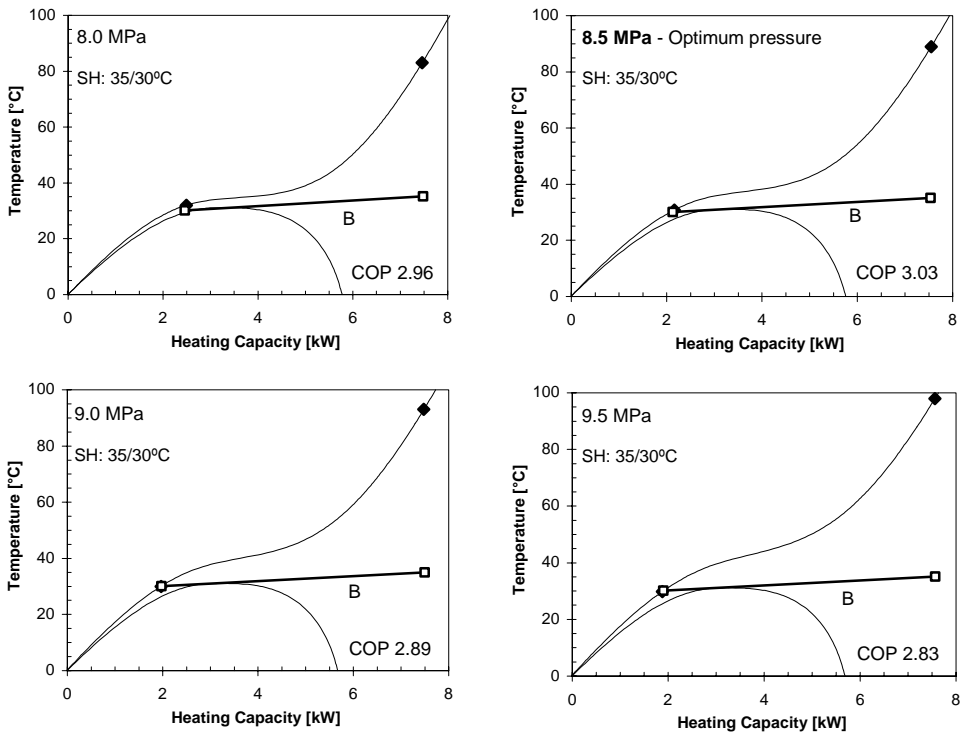 100
80
60
40
20
0
Temperature [°C]
8.0 MPa
SH: 35/30ºC
B
COP 2.96
0 2 4 6 8
Heating Capacity [kW]
100
80
60
40
20
0
Temperature [°C]
8.5 MPa - Optimum pressure
SH: 35/30ºC
B
COP 3.03
0 2 4 6 8
Heating Capacity [kW]
100
80
60
40
20
0
Temperature [°C]
9.0 MPa
SH: 35/30ºC
B
COP 2.89
0 2 4 6 8
Heating Capacity [kW]
100
80
60
40
20
0
Temperature [°C]
9.5 MPa
SH: 35/30ºC
B
COP 2.83
0 2 4 6 8
Heating Capacity [kW]